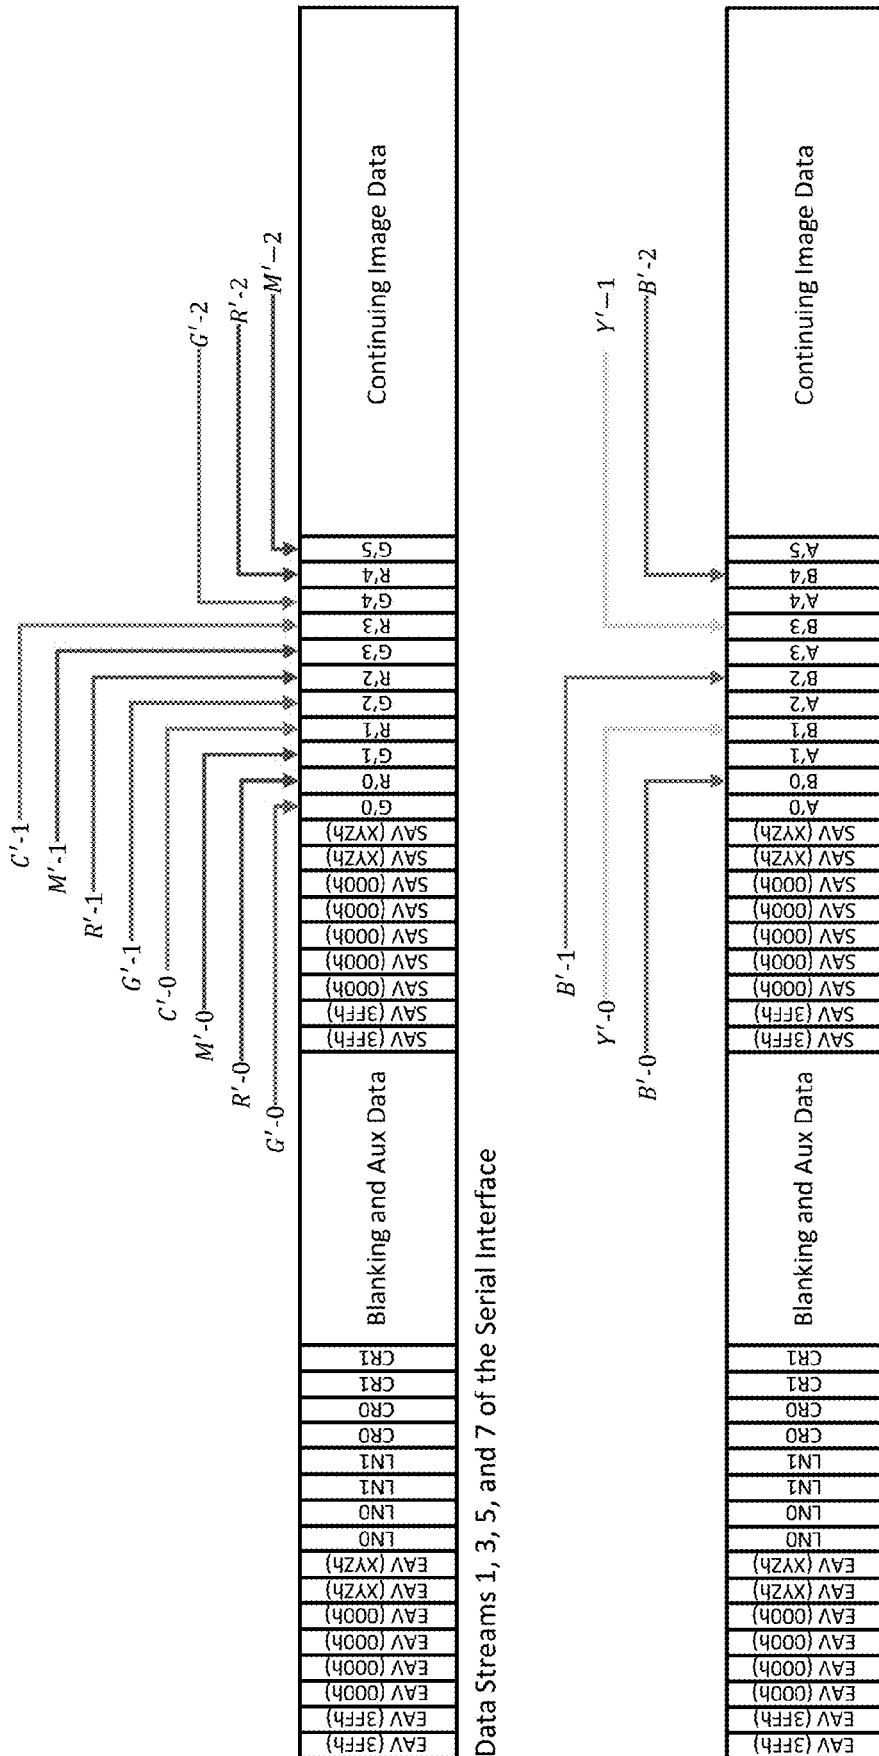 C'-1
M'-1
R'-1
G'-1
C'-0
G'-2
M'-0
R'-0
R'-2
G'-0
M'—2
EAV (3FFh)
EAV (3FFh)
EAV (000h)
EAV (000h)
EAV (000h)
EAV (000h)
EAV (XYZh)
EAV (XYZh)
LN0
LN0
LN1
LN1
CR0
CR0
CR1
CR1
Blanking and Aux Data
SAV (3FFh)
SAV (3FFh)
SAV (000h)
SAV (000h)
SAV (000h)
SAV (000h)
SAV (000h)
SAV (XYZh)
SAV (XYZh)
G'0
R'0
G'1
R'1
G'2
R'2
G'3
R'3
G'4
R'4
G'5
Continuing Image Data
Data Streams 1, 3, 5, and 7 of the Serial Interface
B'-1
Y'-0
Y'—1
B'-0
B'-2
EAV (3FFh)
EAV (3FFh)
EAV (000h)
EAV (000h)
EAV (000h)
EAV (000h)
EAV (XYZh)
EAV (XYZh)
LN0
LN0
LN1
LN1
CR0
CR0
CR1
CR1
Blanking and Aux Data
SAV (3FFh)
SAV (3FFh)
SAV (000h)
SAV (000h)
SAV (000h)
SAV (000h)
SAV (000h)
SAV (XYZh)
SAV (XYZh)
A'0
B'0
A'1
B'1
A'2
B'2
A'3
B'3
A'4
B'4
A'5
Continuing Image Data